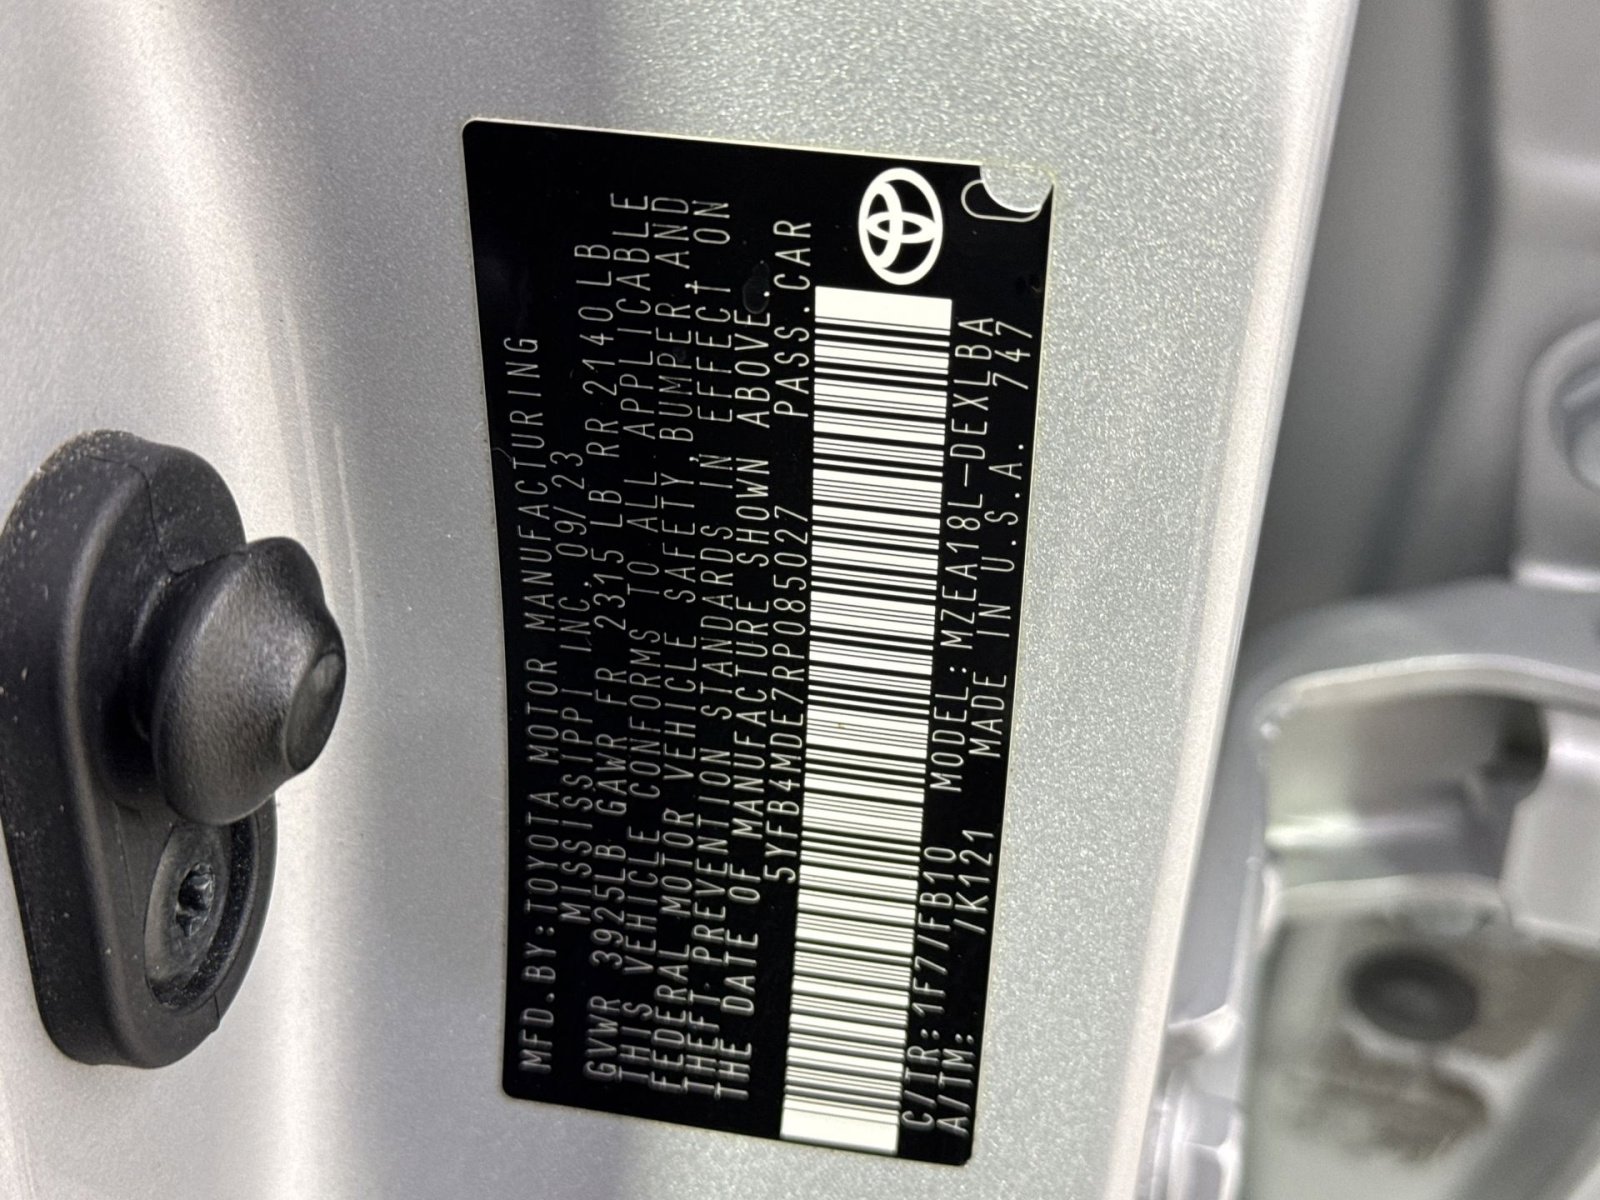 MFD.BY:TOYOTA MOTOR MANUFACTURING
MISSISSIPPI INC. 09/23
GVWR 3925LB GAWR FR 2315 LB RR 2140LB
THIS VEHICLE CONFORMS TO ALL APPLICABLE
FEDERAL MOTOR VEHICLE SAFETY, BUMPER, AND
THEFT PREVENTION STANDARDS IN EFFECT ON
THE DATE OF MANUFACTURE SHOWN ABOVE.
5YFB4MDE7RP085027 PASS.CAR
C/TR:1F7/FB10 MODEL:MZEA18L-DEXLBA
A/TM: /K121 MADE IN U.S.A. 747